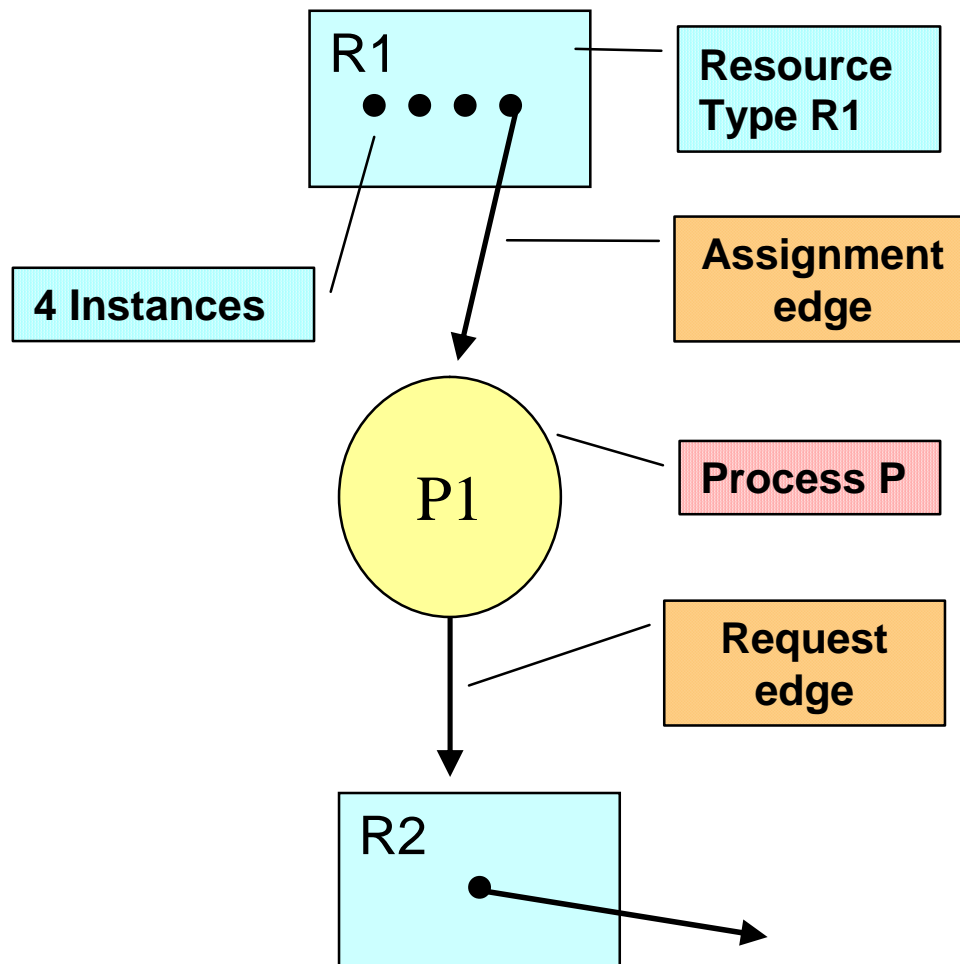 R1
Resource
Type R1
Assignment
edge
4 Instances
P1
Process P
Request
edge
R2